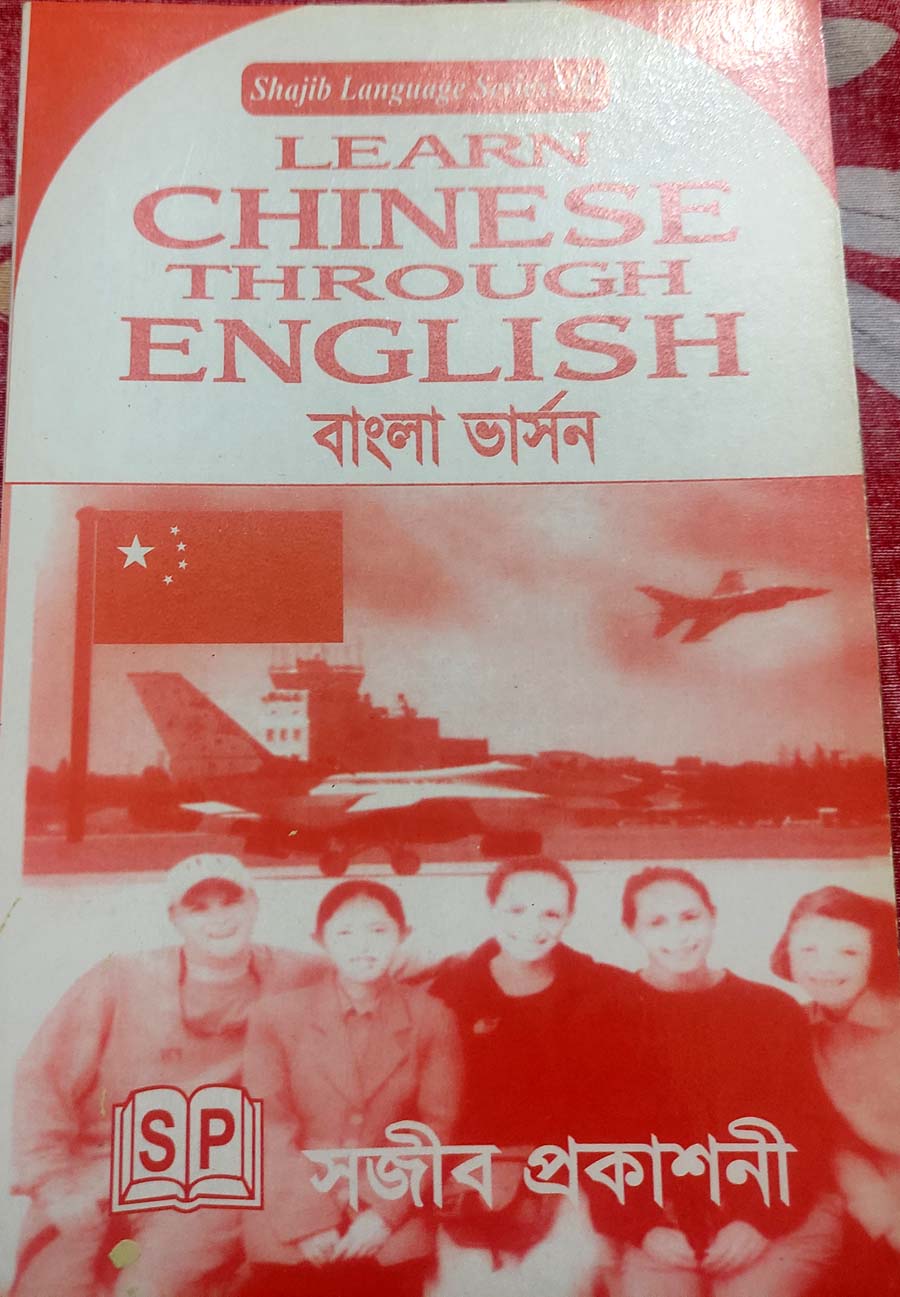 Shajib Language Series
LEARN
CHINESE
THROUGH
ENGLISH
বাংলা ভার্সন
SP
সজীব প্রকাশনী